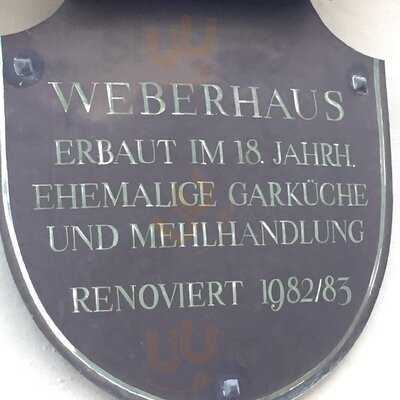 WEBERHAUS
ERBAUT IM 18. JAHRH.
EHEMALIGE GARKÜCHE
UND MEHLHANDLUNG
RENOVIERT 1982/83